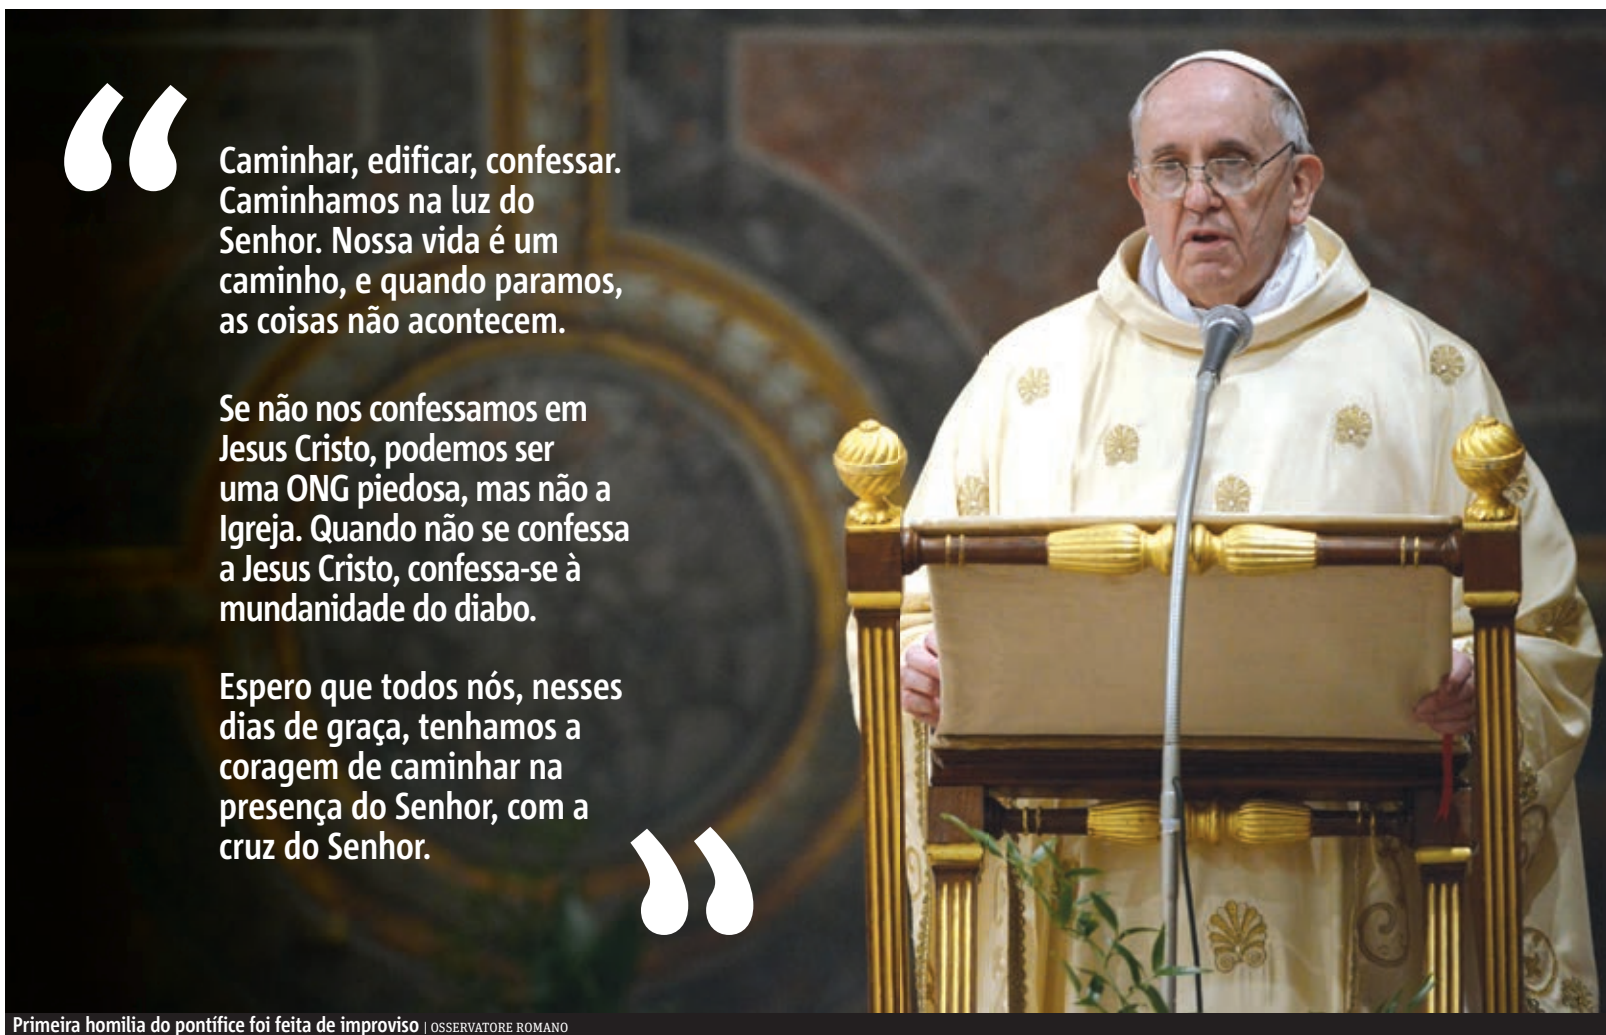 “
Caminhar, edificar, confessar.
Caminhamos na luz do
Senhor. Nossa vida é um
caminho, e quando paramos,
as coisas não acontecem.
Se não nos confessamos em
Jesus Cristo, podemos ser
uma ONG piedosa, mas não a
Igreja. Quando não se confessa
a Jesus Cristo, confessa-se à
mundanidade do diabo.
Espero que todos nós, nesses
dias de graça, tenhamos a
coragem de caminhar na
presença do Senhor, com a
cruz do Senhor.
”
Primeira homilia do pontífice foi feita de improviso | OSSERVATORE ROMANO